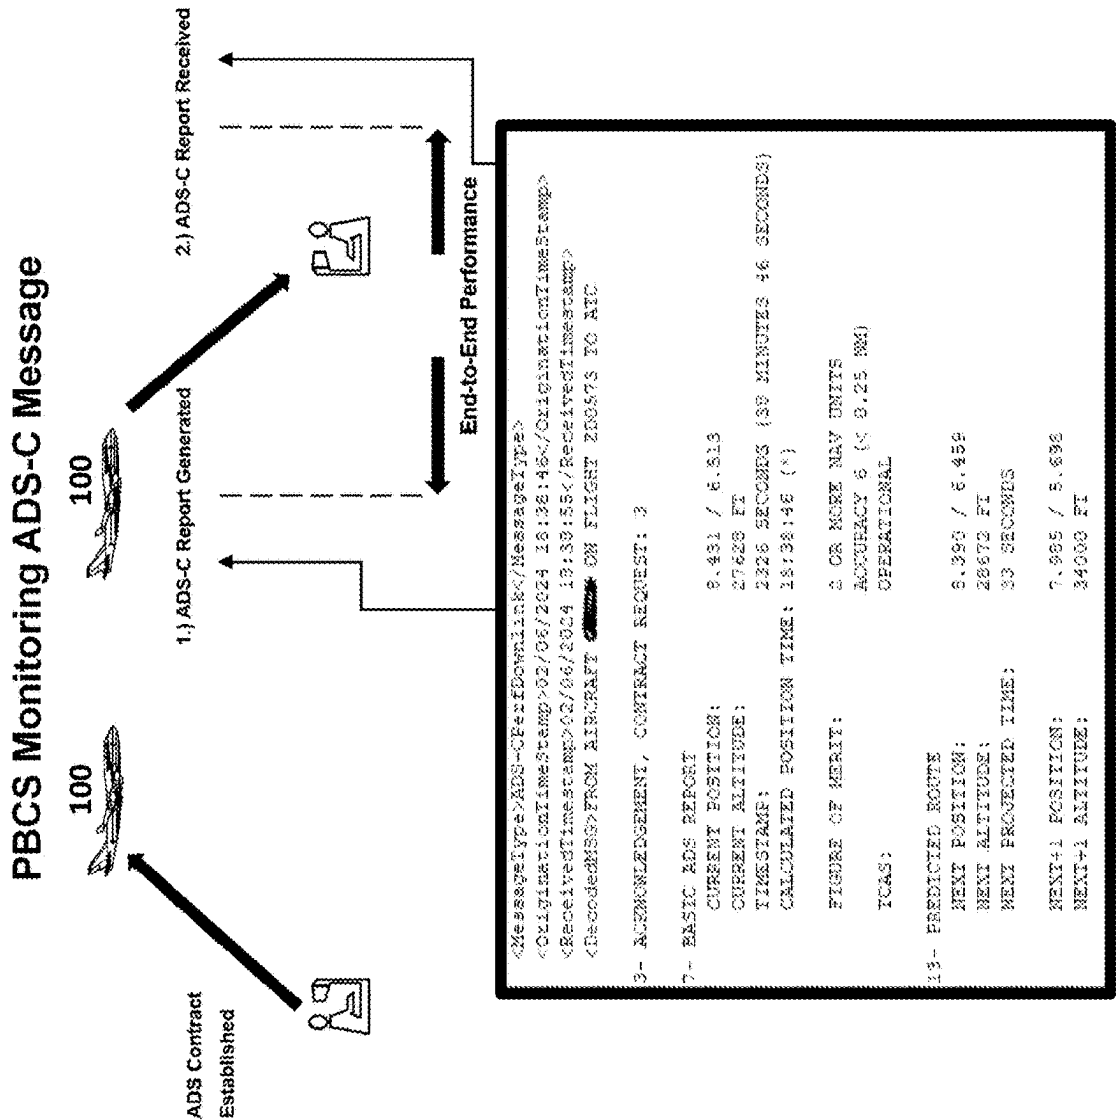 PBCS Monitoring ADS-C Message
100
100
ADS Contract
Established
1.) ADS-C Report Generated
2.) ADS-C Report Received
End-to-End Performance
<MessageType>ADS-CPerfDownlink</MessageType>
<OriginationTimeStamp>02/06/2024 18:38:46</OriginationTimeStamp>
<ReceivedTimestamp>02/06/2024 18:39:55</ReceivedTimestamp>
<DecodedMSG>FROM AIRCRAFT ON FLIGHT TO ATC
3- ACKNOWLEDGEMENT, CONTRACT REQUEST: 3
7- BASIC ADS REPORT
CURRENT POSITION: 8.431 / 6.513
CURRENT ALTITUDE: 27628 FT
TIMESTAMP: 2326 SECONDS (38 MINUTES 46 SECONDS)
CALCULATED POSITION TIME: 18:38:46 (*)
FIGURE OF MERIT: 2 OR MORE NAV UNITS
ACCURACY 6 (< 0.25 NM)
TCAS: OPERATIONAL
13- PREDICTED ROUTE
NEXT POSITION: 8.390 / 6.459
NEXT ALTITUDE: 28672 FT
NEXT PROJECTED TIME: 33 SECONDS
NEXT+1 POSITION: 7.985 / 5.698
NEXT+1 ALTITUDE: 34008 FT